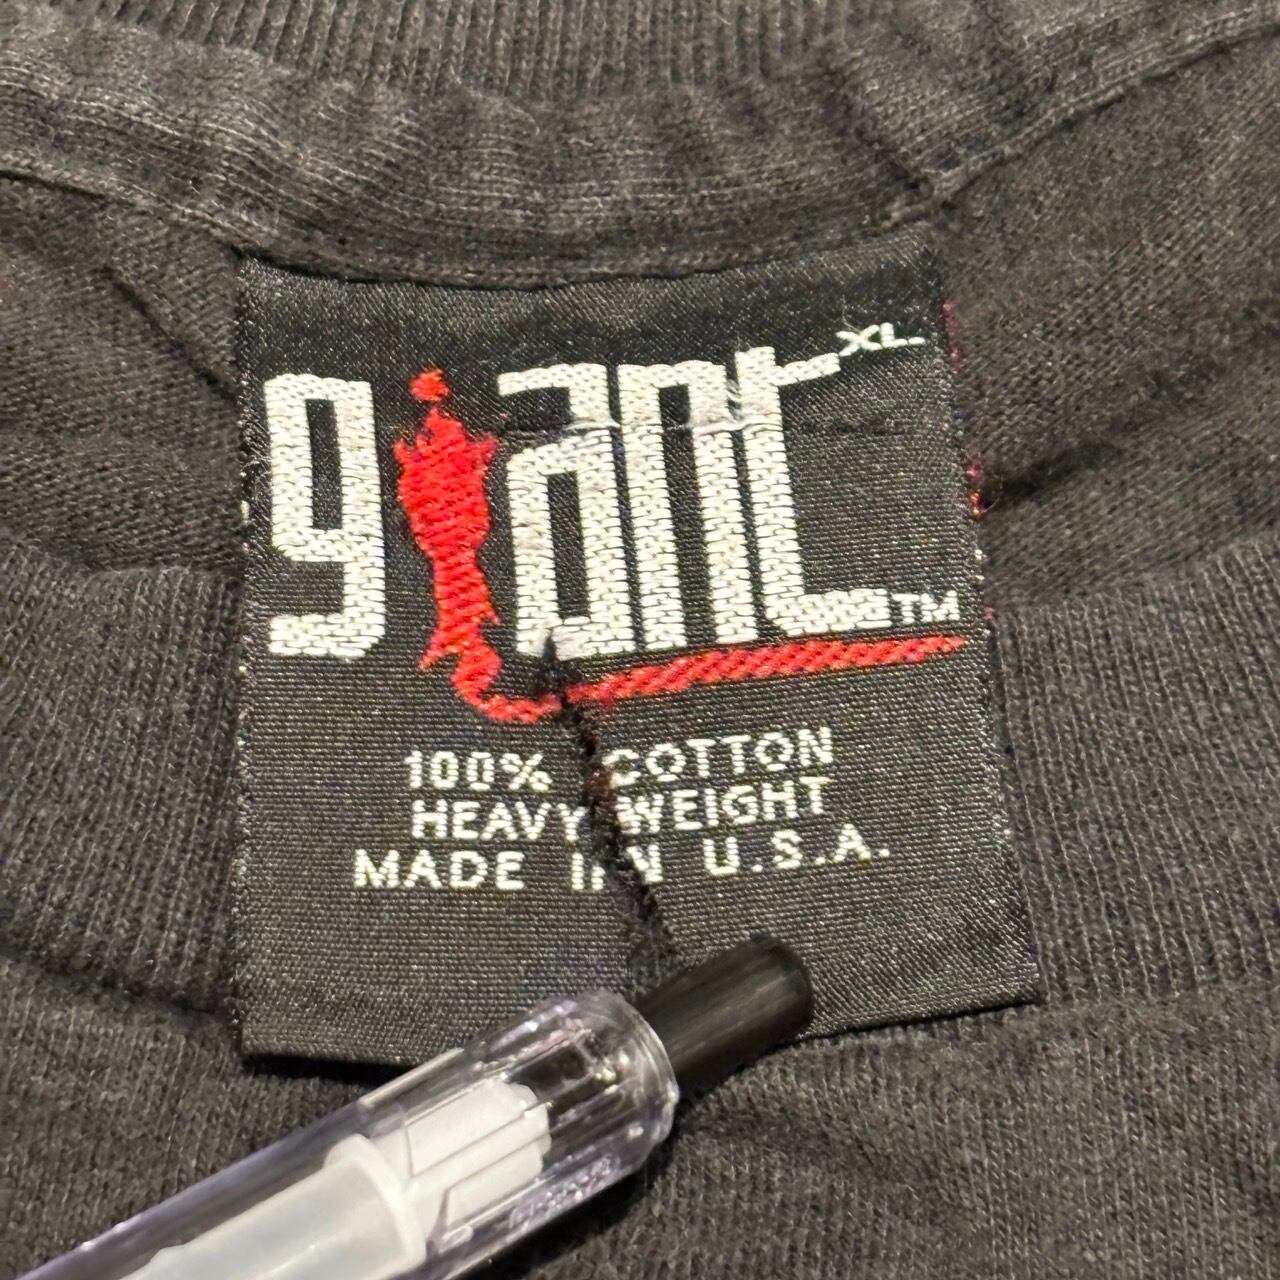 giant XL.
TM
100% COTTON
HEAVY WEIGHT
MADE IN U.S.A.